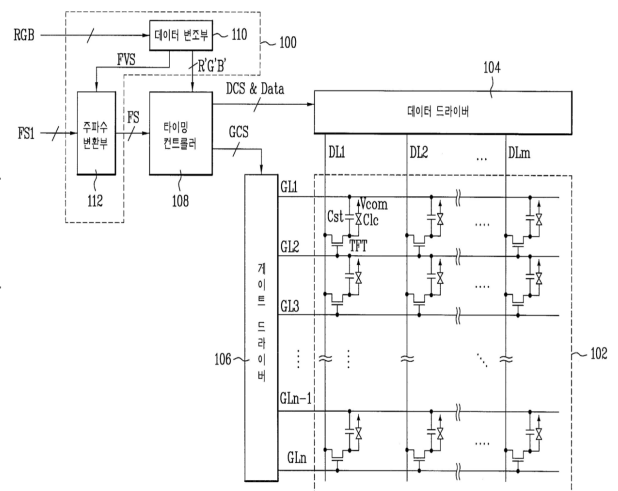 RGB
데이터 변조부
110
100
FVS
R'G'B'
104
DCS & Data
데이터 드라이버
FS1
주파수
변환부
FS
타이밍
컨트롤러
GCS
112
108
DL1
DL2
...
DLm
GL1
Vcom
Cst
Clc
....
GL2
TFT
....
GL3
게이트 드라이버
106
102
GLn-1
....
GLn